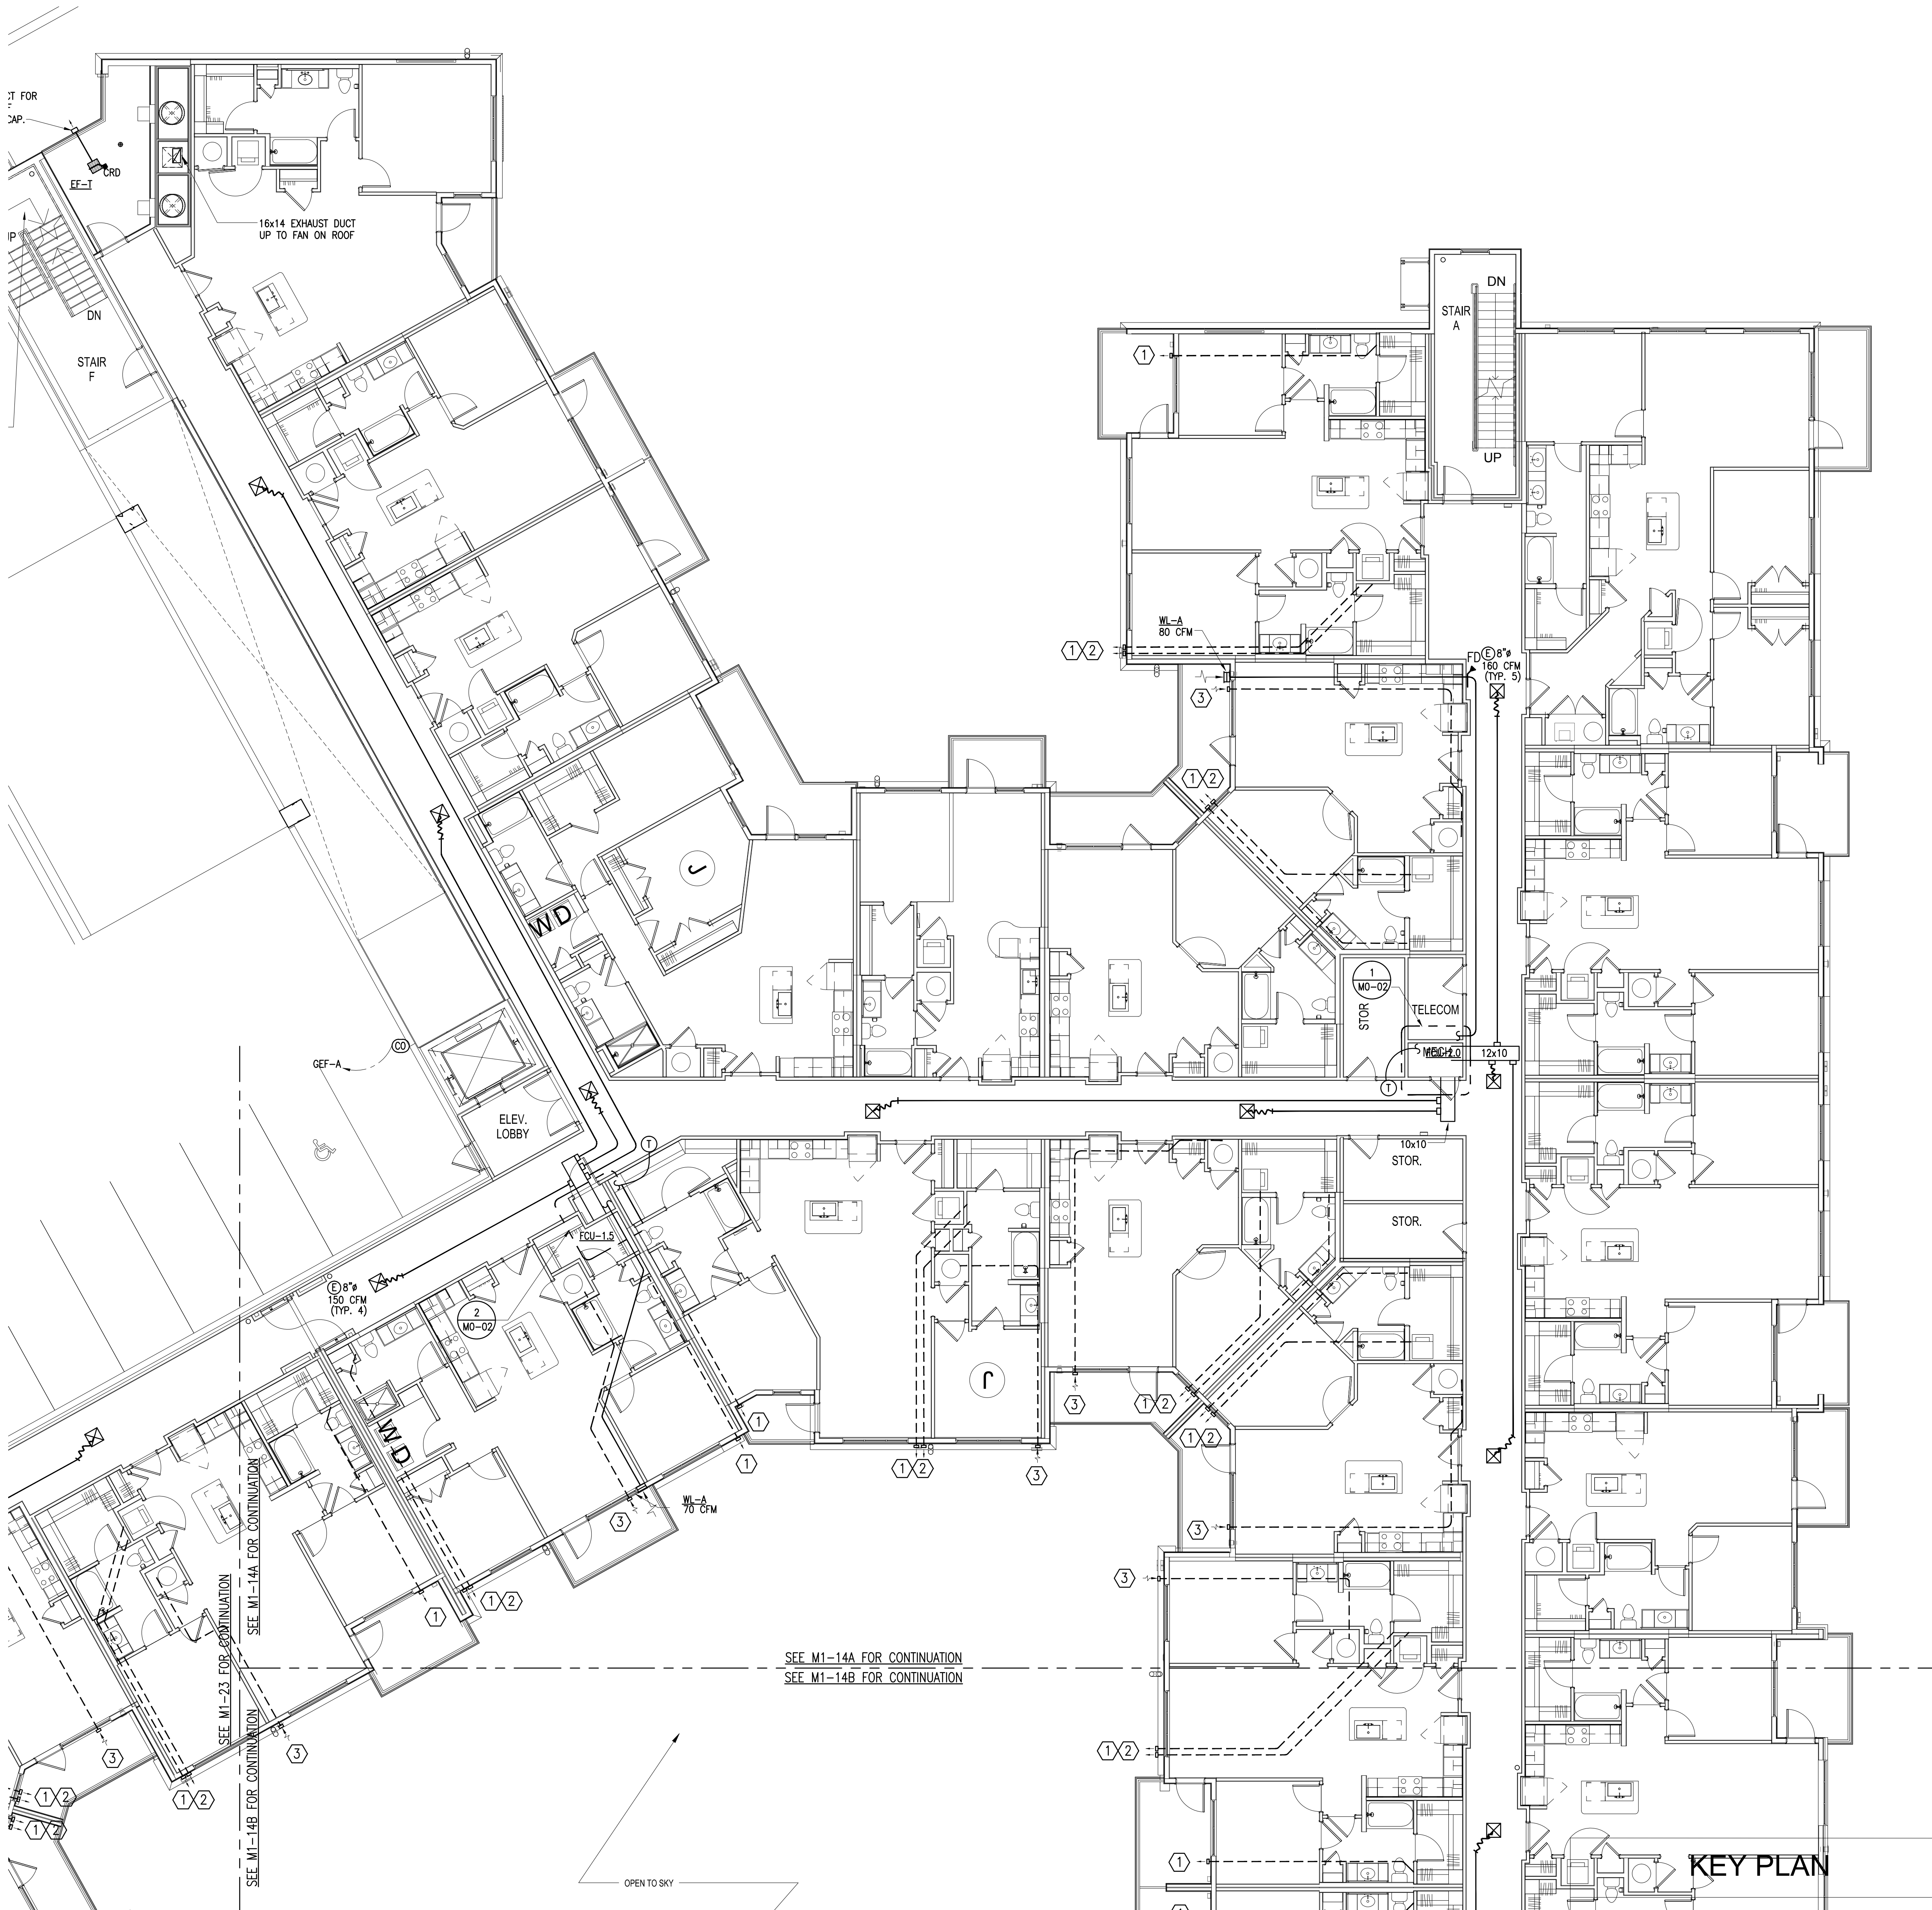 CT FOR
F
CAP.
CRD
EF-T
16x14 EXHAUST DUCT
UP TO FAN ON ROOF
UP
DN
STAIR
F
DN
STAIR
A
UP
1
WL-A
80 CFM
1 2
3
FD E 8"ø
160 CFM
(TYP. 5)
1 2
J
W D
1
M0-02
STOR
TELECOM
MECH
FCU-2.0
12x10
T
CO
GEF-A
ELEV.
LOBBY
T
10x10
STOR.
STOR.
FCU-1.5
E 8"ø
150 CFM
(TYP. 4)
2
M0-02
J
W D
1
1
1 2
3
3
1 2
1 2
WL-A
70 CFM
3
3
3
1 2
1
SEE M1-14A FOR CONTINUATION
SEE M1-23 FOR CONTINUATION
SEE M1-14B FOR CONTINUATION
SEE M1-14A FOR CONTINUATION
SEE M1-14B FOR CONTINUATION
3
3
1 2
1 2
1 2
1 2
OPEN TO SKY
1
KEY PLAN